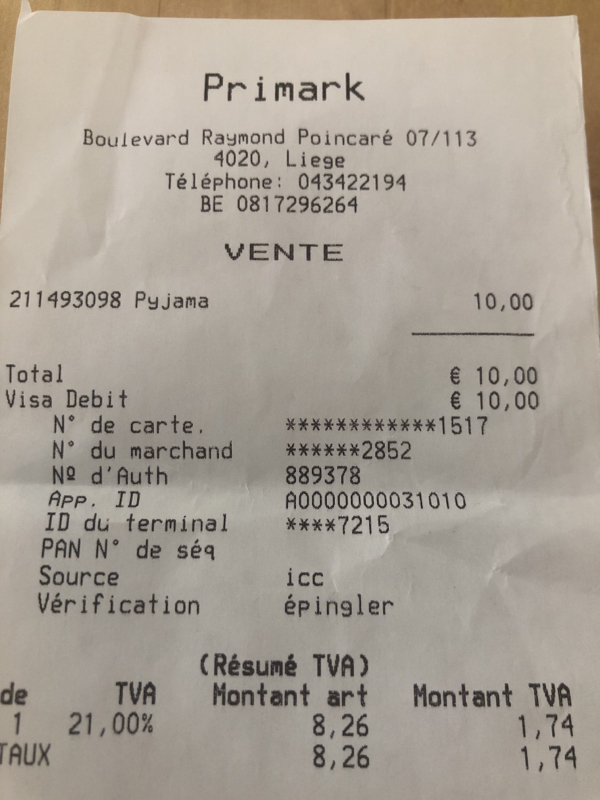 Primark
Boulevard Raymond Poincaré 07/113
4020, Liege
Téléphone: 043422194
BE 0817296264
VENTE
211493098 Pyjama 10,00
Total € 10,00
Visa Debit € 10,00
N° de carte. ************1517
N° du marchand ******2852
Nº d'Auth 889378
App. ID A0000000031010
ID du terminal ****7215
PAN N° de séq
Source icc
Vérification épingler
(Résumé TVA)
de TVA Montant art Montant TVA
1 21,00% 8,26 1,74
TAUX 8,26 1,74